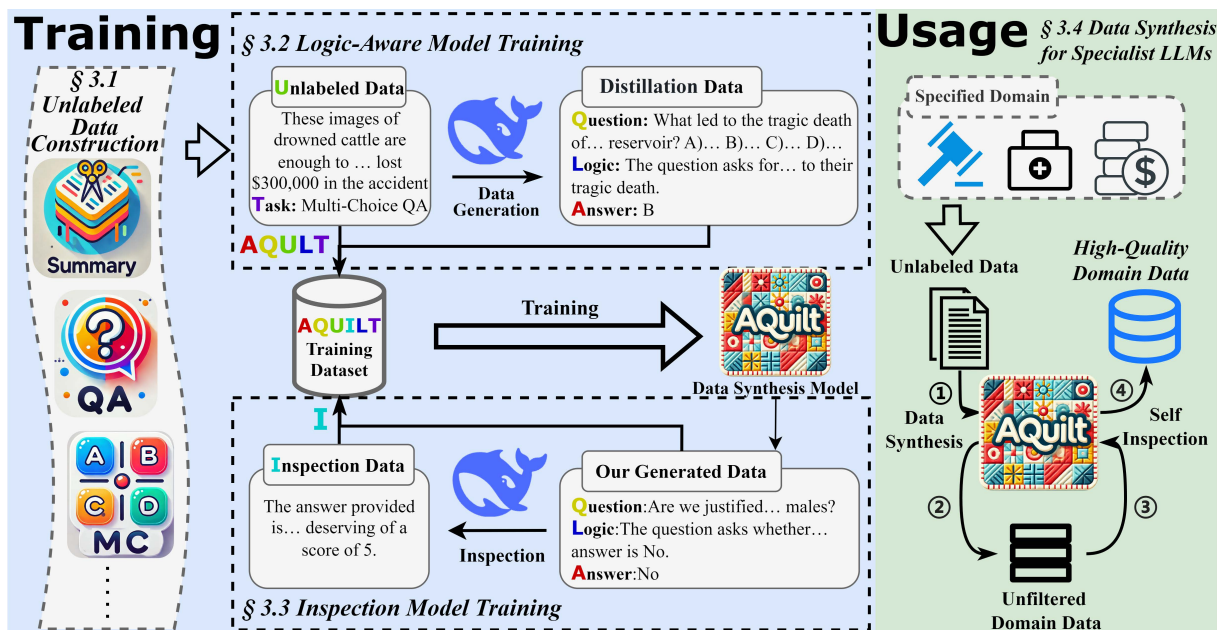 Training
§ 3.1
Unlabeled
Data
Construction
Summary
QA
A
B
C
D
MC
§ 3.2 Logic-Aware Model Training
Unlabeled Data
These images of
drowned cattle are
enough to … lost
$300,000 in the accident
Task: Multi-Choice QA
Data
Generation
Distillation Data
Question: What led to the tragic death
of… reservoir? A)… B)… C)… D)…
Logic: The question asks for… to their
tragic death.
Answer: B
AQULT
AQUILT
Training
Dataset
Training
AQuilt
Data Synthesis Model
I
Inspection Data
The answer provided
is… deserving of a
score of 5.
Inspection
Our Generated Data
Question:Are we justified… males?
Logic:The question asks whether…
answer is No.
Answer:No
§ 3.3 Inspection Model Training
Usage
§ 3.4 Data Synthesis
for Specialist LLMs
Specified Domain
$
Unlabeled Data
High-Quality
Domain Data
①
Data
Synthesis
AQuilt
④
Self
Inspection
②
③
Unfiltered
Domain Data